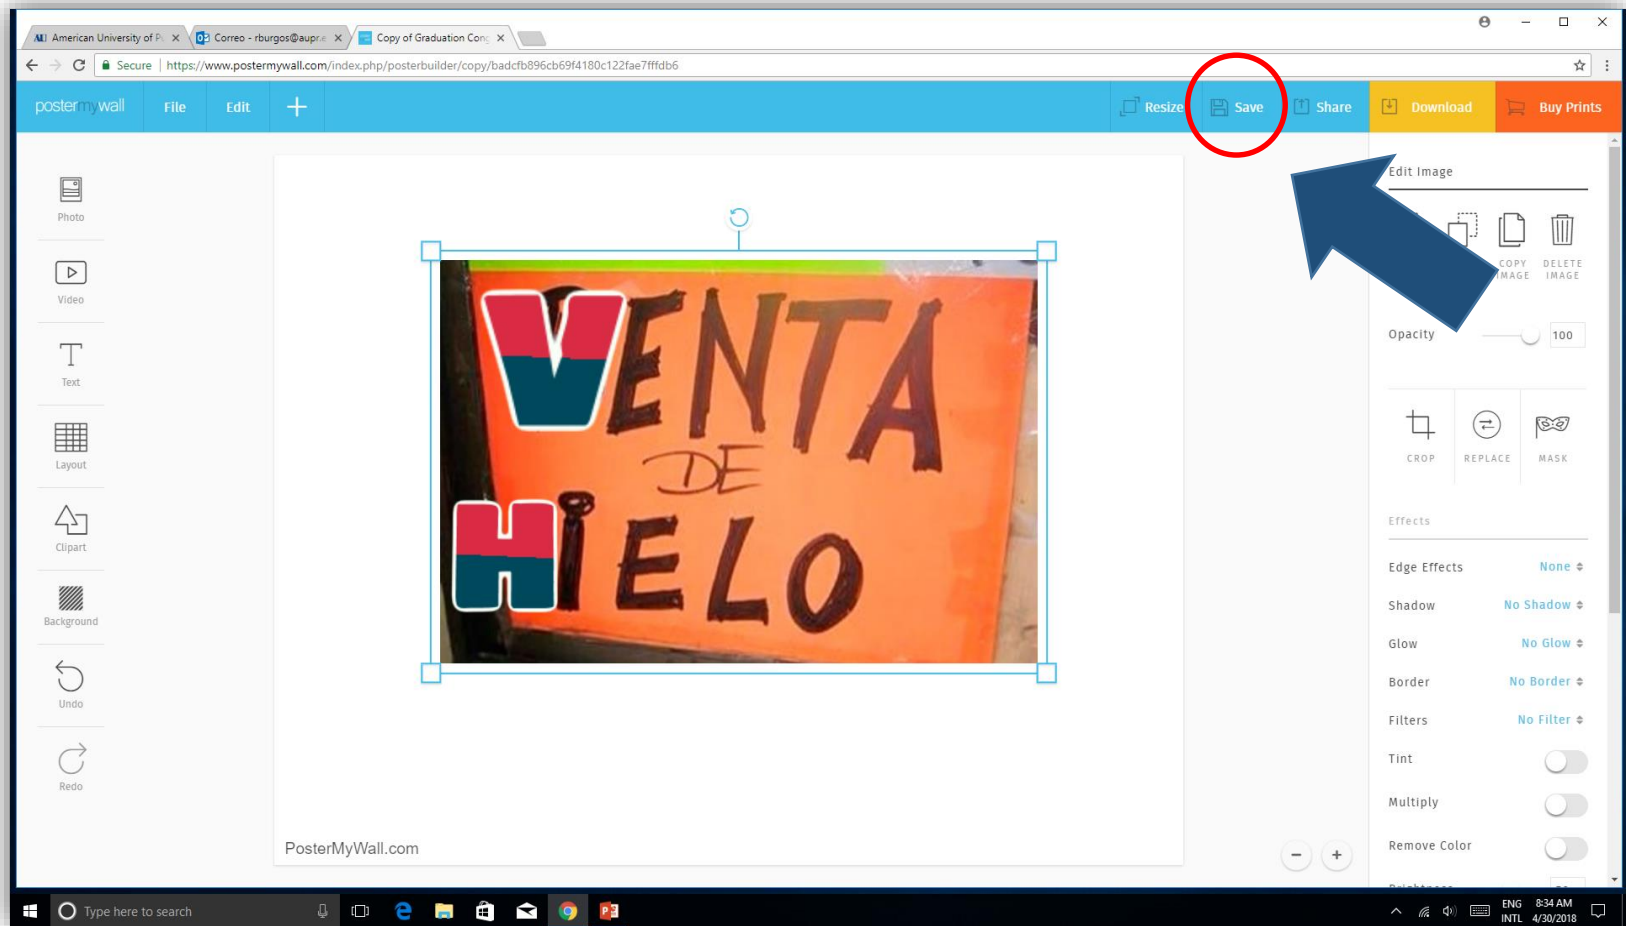 American University of P
Correo - rburgos@aupr.e
Copy of Graduation Cong
Secure | https://www.postermywall.com/index.php/posterbuilder/copy/badcfb896cb69f4180c122fae7fffdb6
postermywall File Edit Resize Save Share Download Buy Prints
Photo
Video
Text
Layout
Clipart
Background
Undo
Redo
VENTA
DE
HIELO
PosterMyWall.com
Edit Image
COPY IMAGE
DELETE IMAGE
Opacity 100
CROP REPLACE MASK
Effects
Edge Effects None
Shadow No Shadow
Glow No Glow
Border No Border
Filters No Filter
Tint
Multiply
Remove Color
Type here to search
ENG 8:34 AM
INTL 4/30/2018